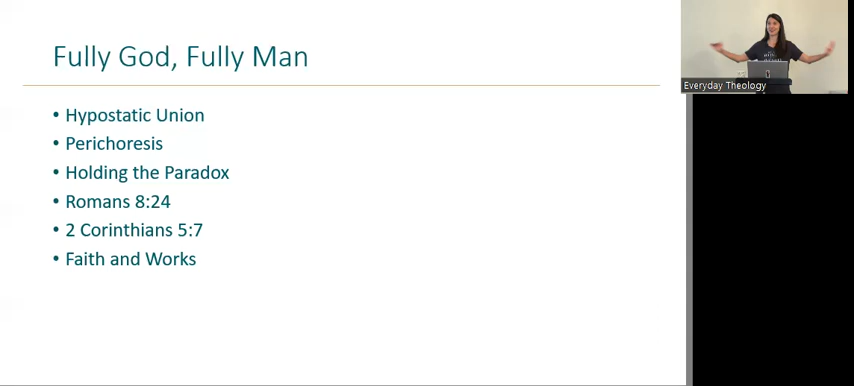 Fully God, Fully Man
• Hypostatic Union
• Perichoresis
• Holding the Paradox
• Romans 8:24
• 2 Corinthians 5:7
• Faith and Works
Everyday Theology